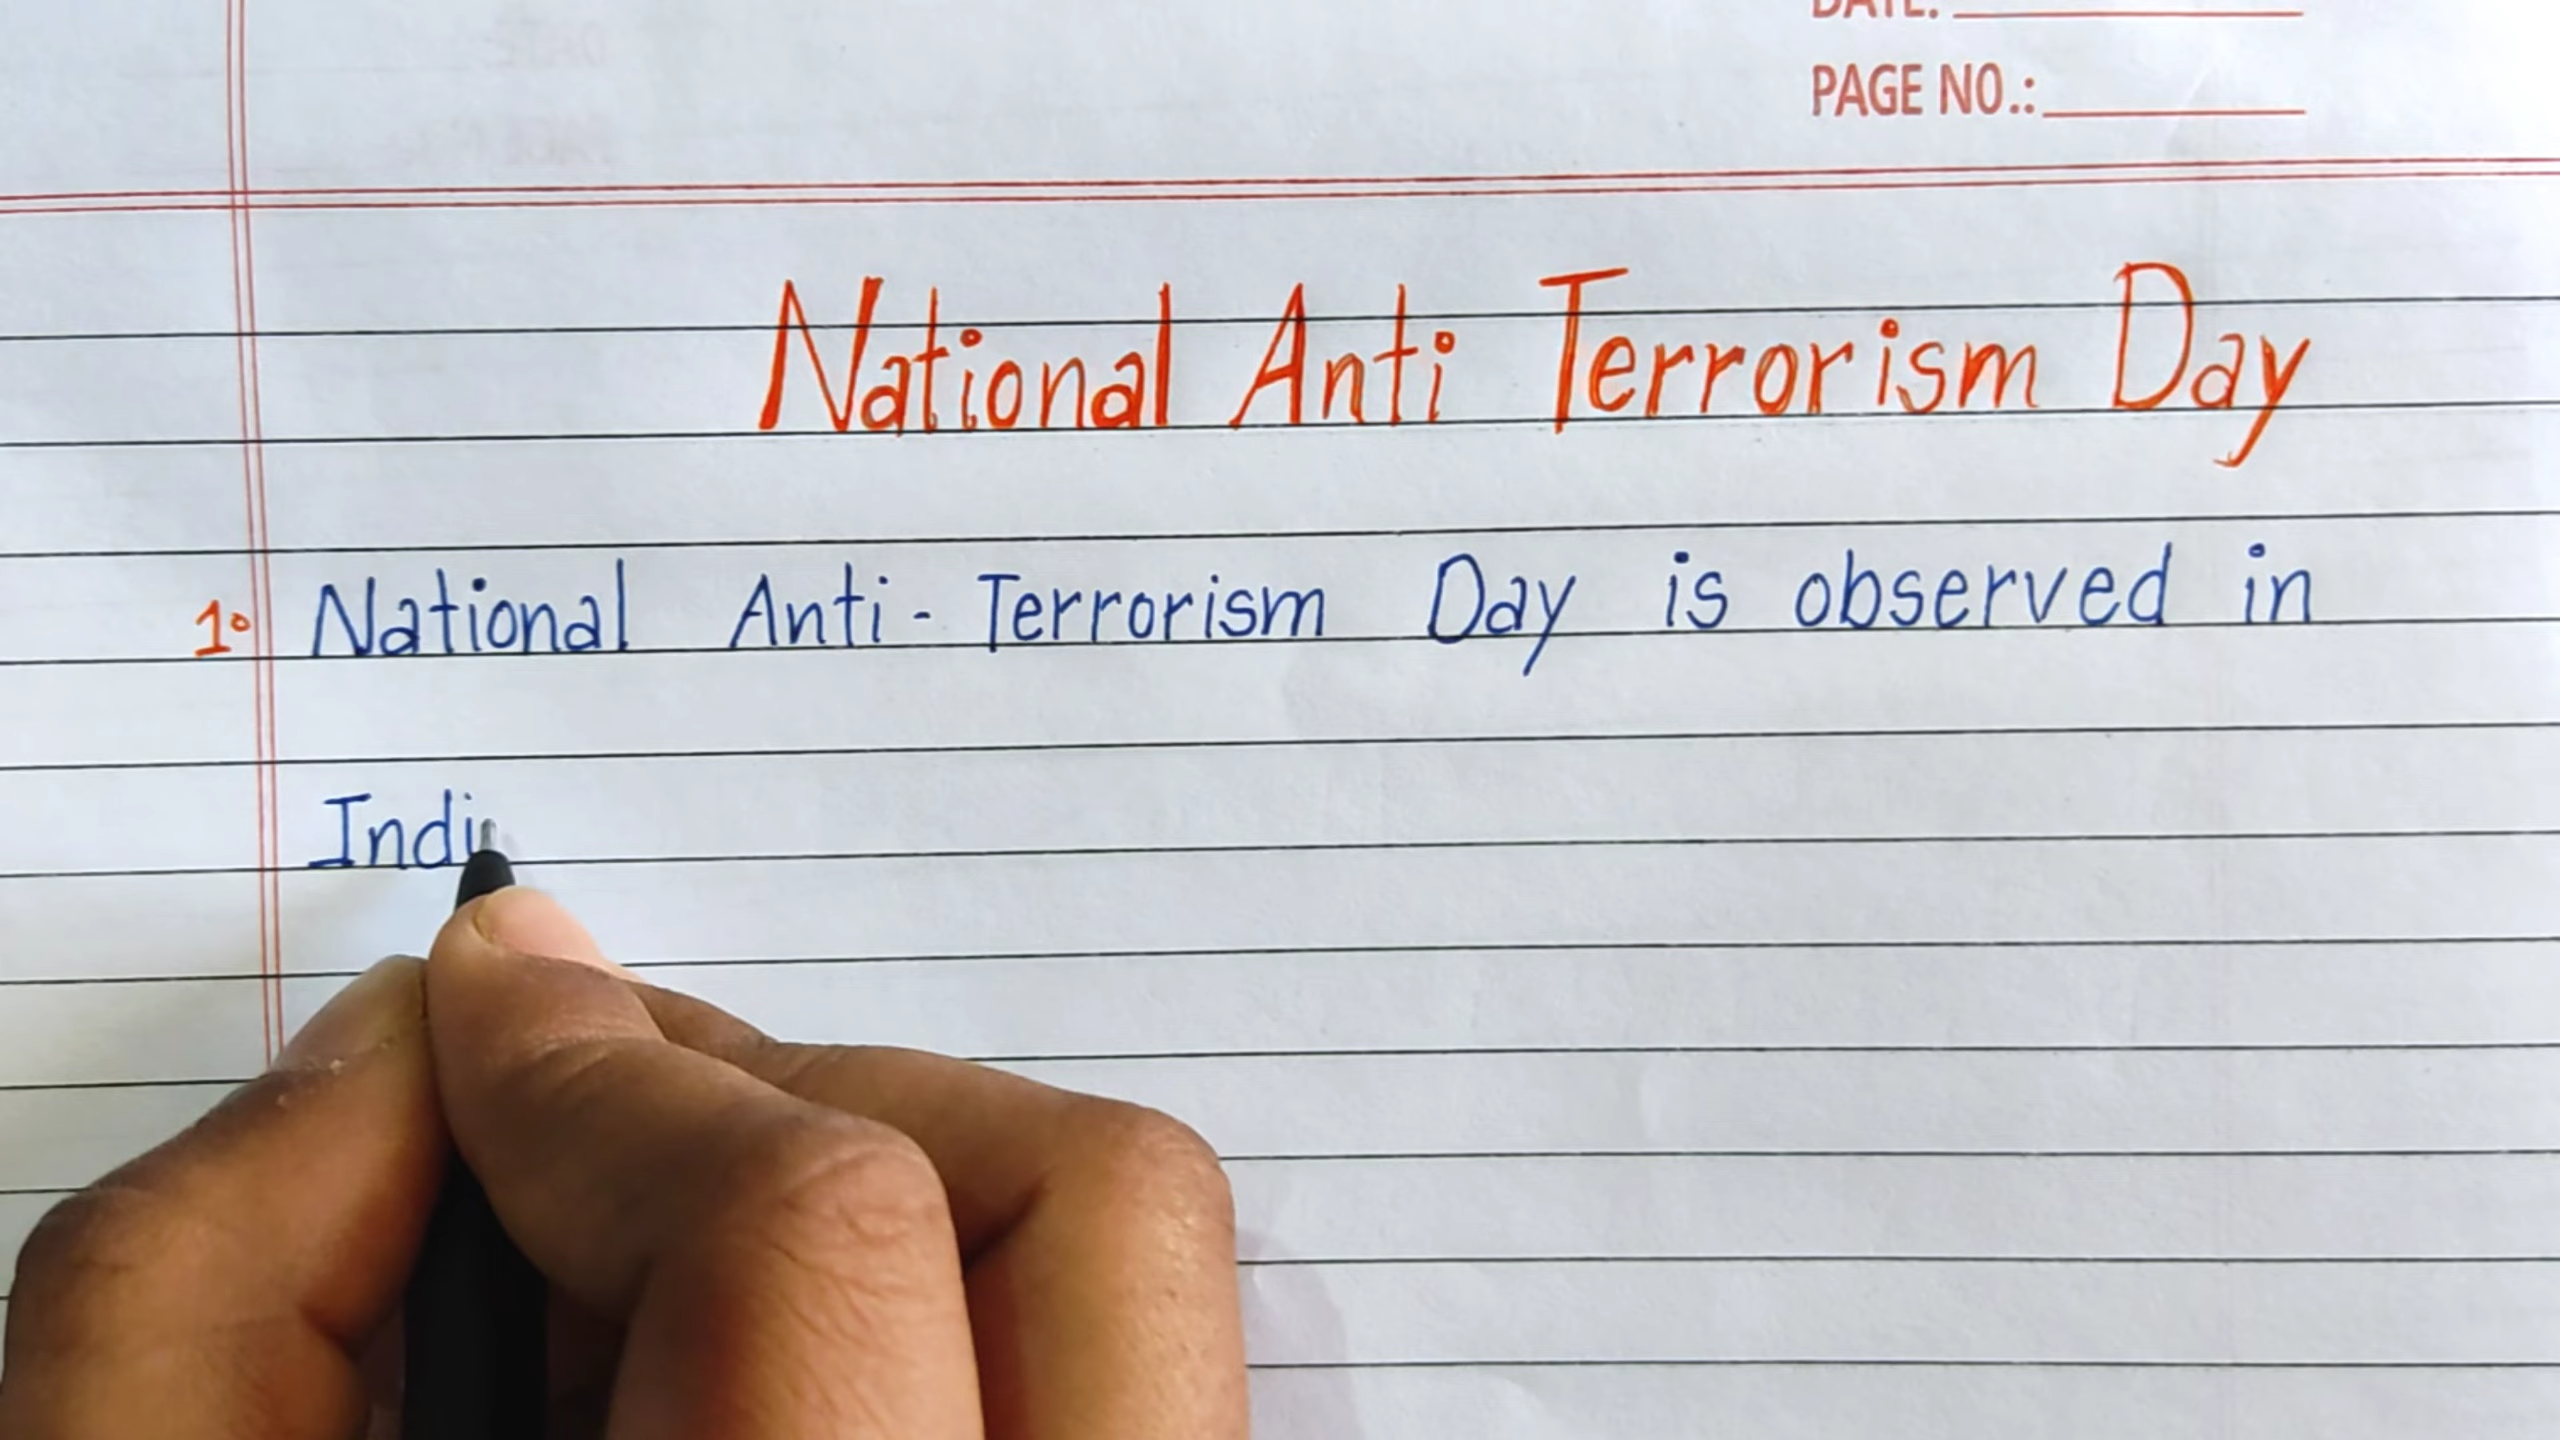 DATE:
PAGE NO.:
National Anti Terrorism Day
1. National Anti-Terrorism Day is observed in
Indi